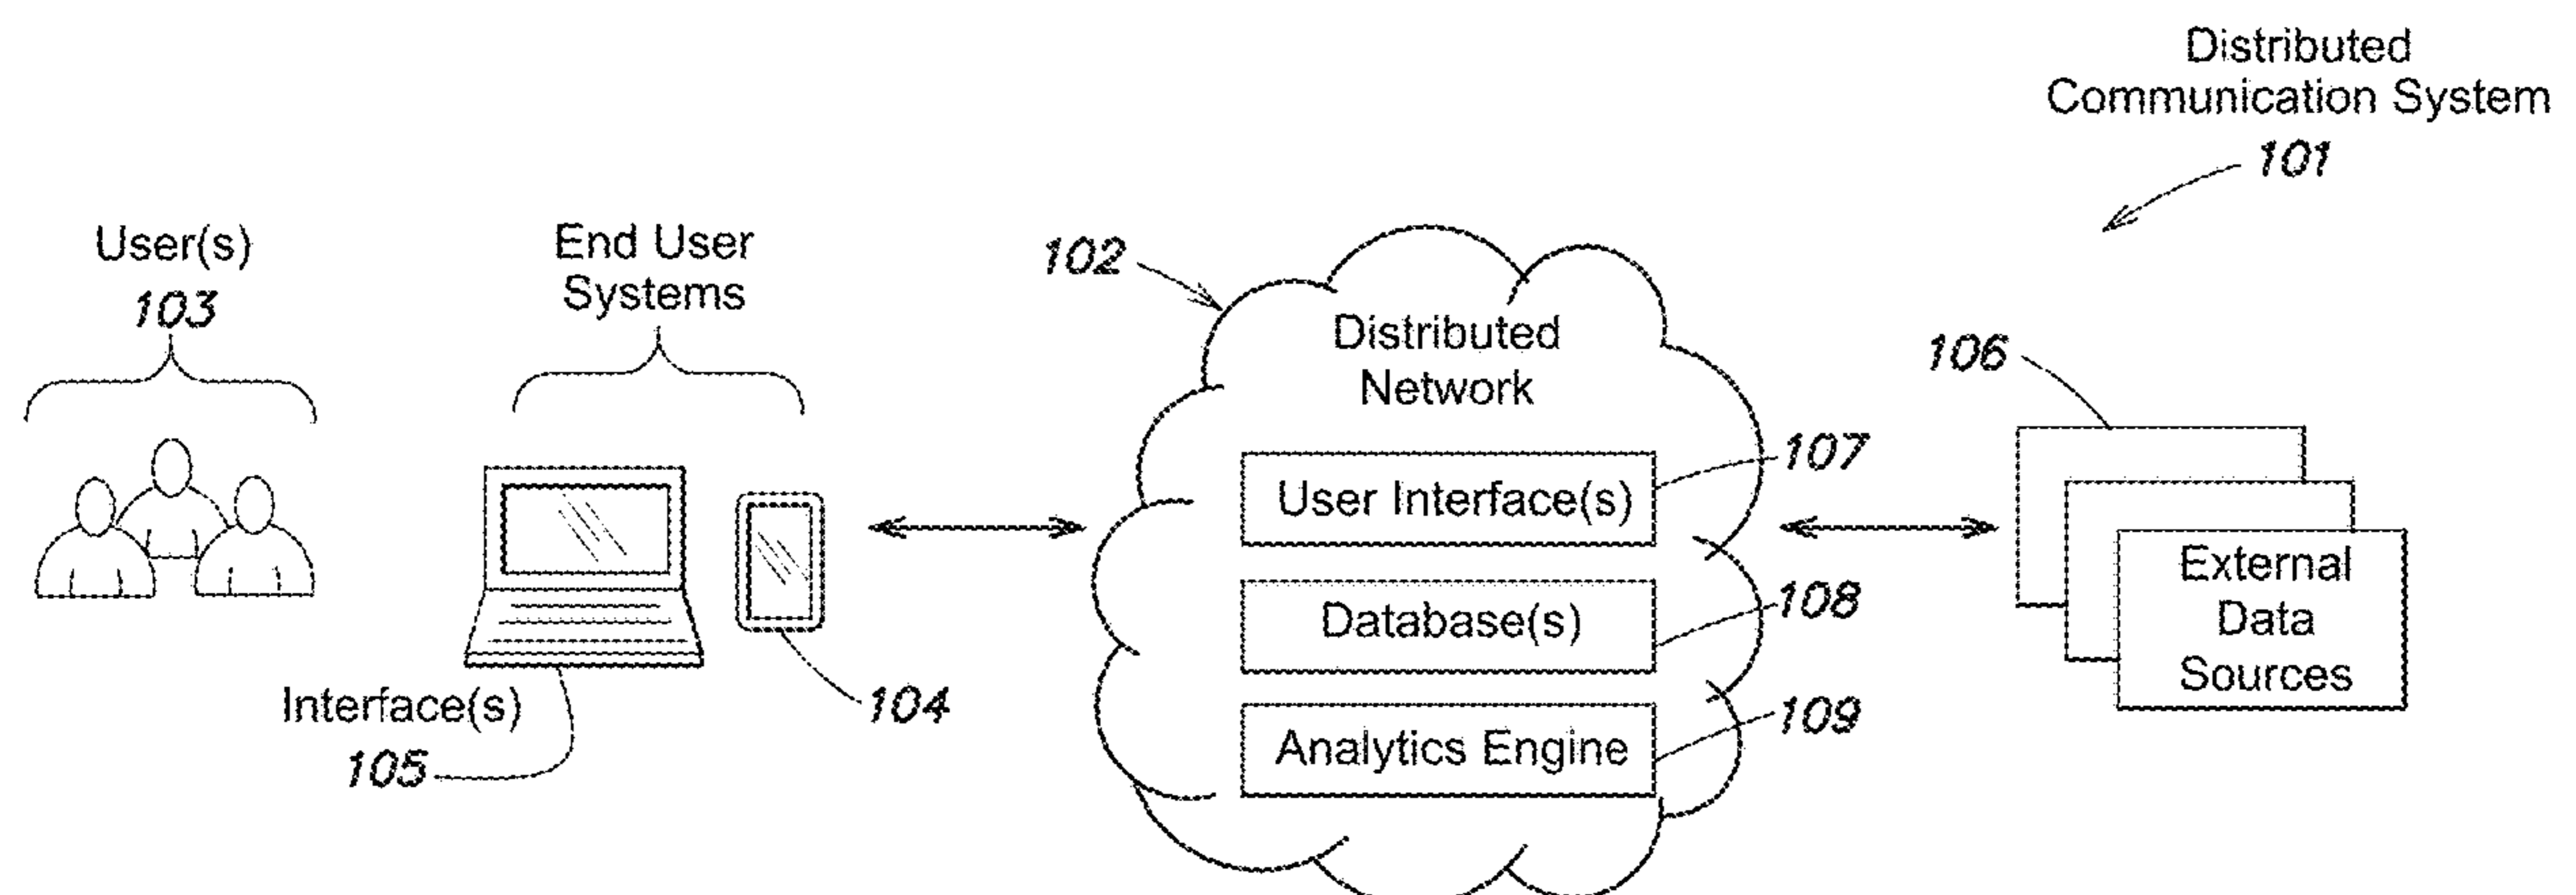 Distributed
Communication System
101
User(s)
103
End User
Systems
102
Distributed
Network
106
107
User Interface(s)
External
Data
Sources
108
Database(s)
104
Interface(s)
105
109
Analytics Engine